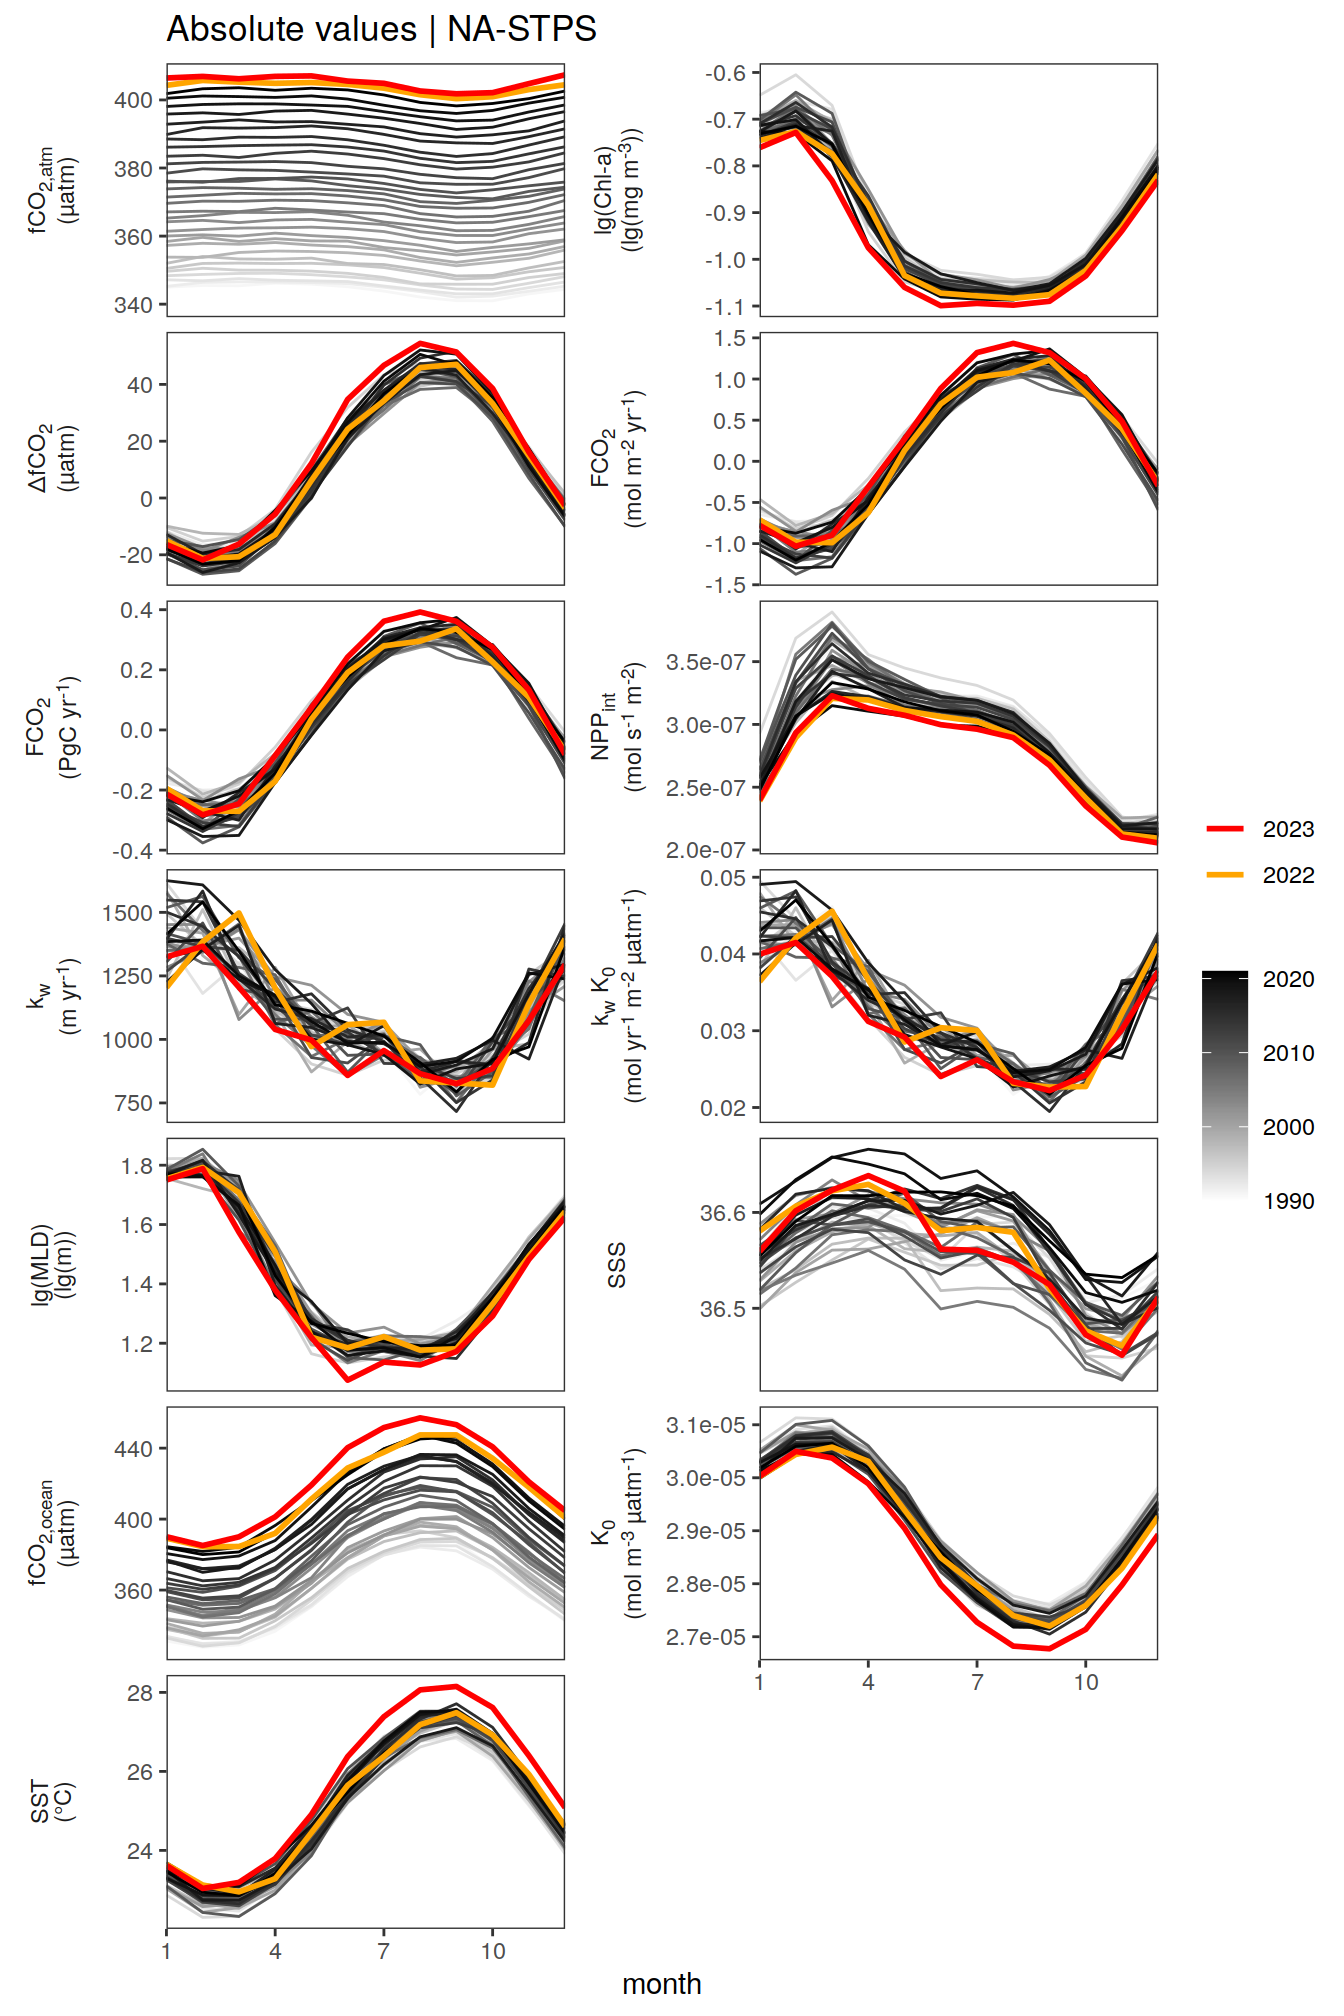 Absolute values | NA-STPS
fCO2,atm
(µatm)
400
380
360
340
lg(Chl-a)
(lg(mg m-3))
-0.6
-0.7
-0.8
-0.9
-1.0
-1.1
ΔfCO2
(µatm)
40
20
0
-20
FCO2
(mol m-2 yr-1)
1.5
1.0
0.5
0.0
-0.5
-1.0
-1.5
FCO2
(PgC yr-1)
0.4
0.2
0.0
-0.2
-0.4
NPPint
(mol s-1 m-2)
3.5e-07
3.0e-07
2.5e-07
2.0e-07
kw
(m yr-1)
1500
1250
1000
750
kw K0
(mol yr-1 m-2 µatm-1)
0.05
0.04
0.03
0.02
lg(MLD)
(lg(m))
1.8
1.6
1.4
1.2
SSS
36.6
36.5
fCO2,ocean
(µatm)
440
400
360
K0
(mol m-3 µatm-1)
3.1e-05
3.0e-05
2.9e-05
2.8e-05
2.7e-05
1 4 7 10
SST
(°C)
28
26
24
1 4 7 10
month
2023
2022
2020
2010
2000
1990